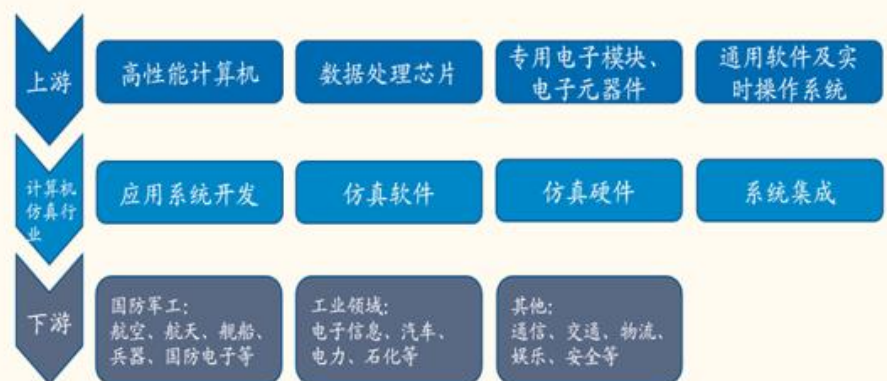 上游
高性能计算机
数据处理芯片
专用电子模块、
电子元器件
通用软件及实
时操作系统
计算机
仿真行
业
应用系统开发
仿真软件
仿真硬件
系统集成
下游
国防军工:
航空、航天、舰船、
兵器、国防电子等
工业领域:
电子信息、汽车、
电力、石化等
其他:
通信、交通、物流、
娱乐、安全等